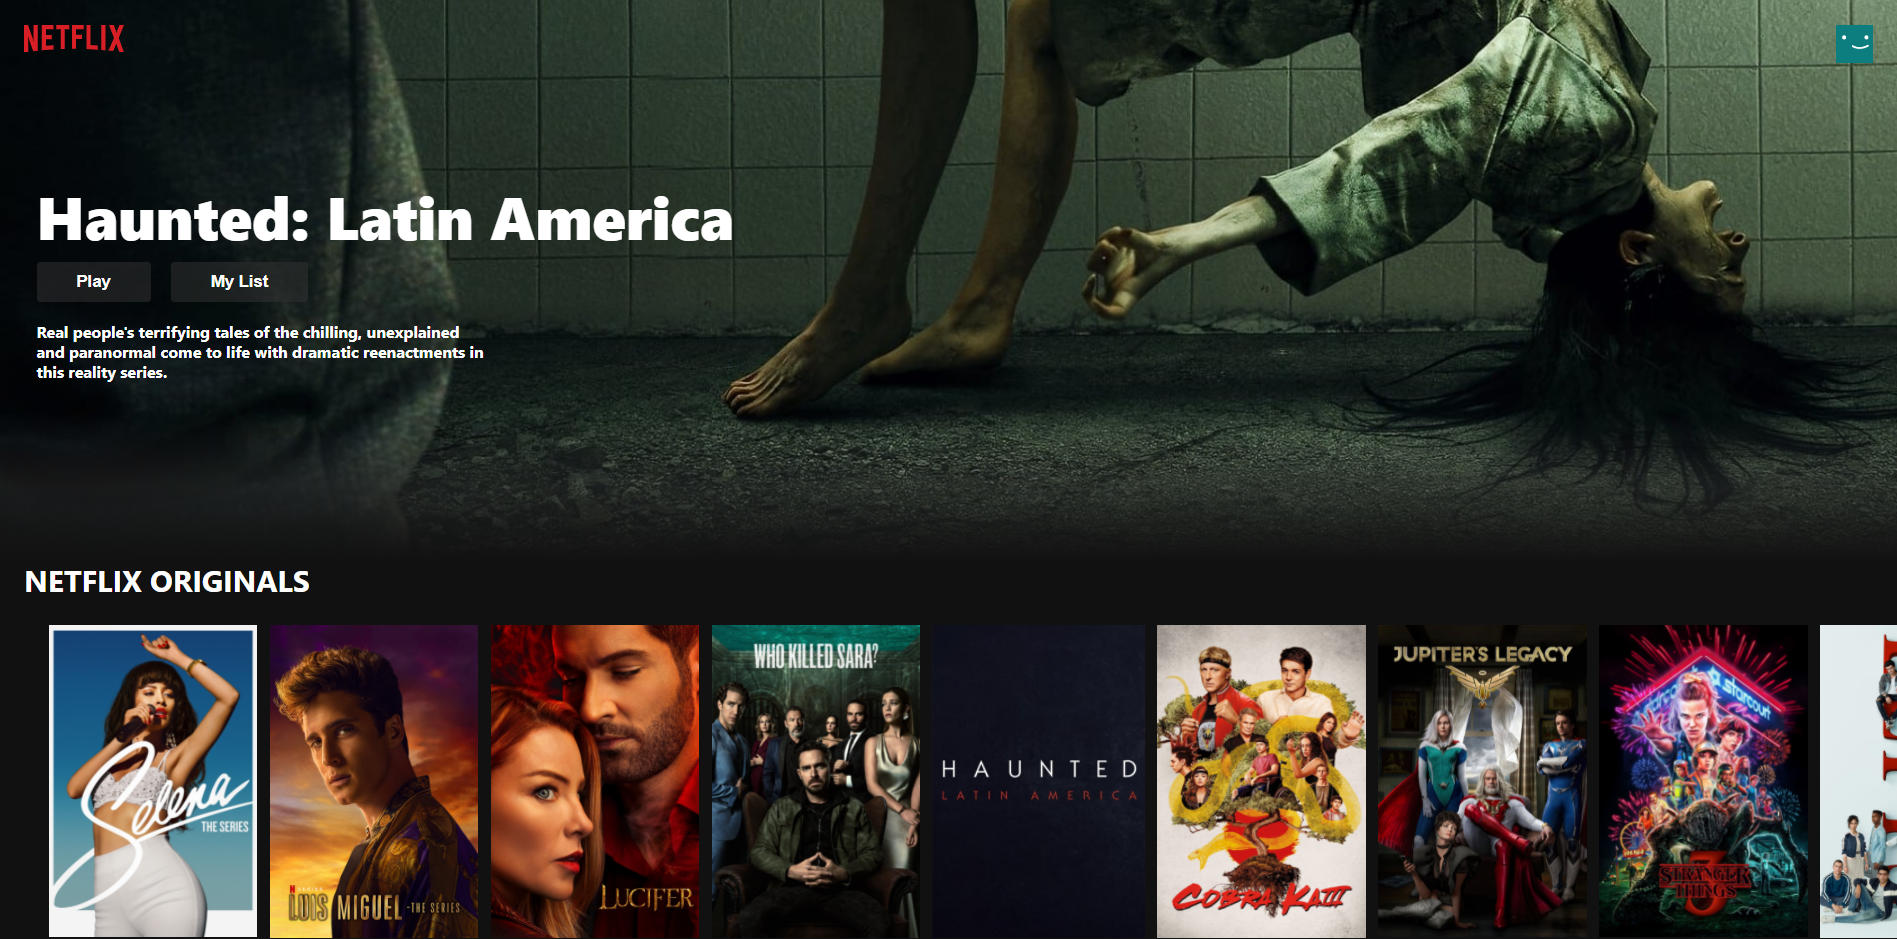 NETFLIX
Haunted: Latin America
Play
My List
Real people's terrifying tales of the chilling, unexplained
and paranormal come to life with dramatic reenactments in
this reality series.
NETFLIX ORIGINALS
Selena
THE SERIES
N SERIES
LUIS MIGUEL - THE SERIES
LUCIFER
WHO KILLED SARA?
HAUNTED
LATIN AMERICA
COBRA KAIII
JUPITER'S LEGACY
starcourt
STRANGER
THINGS
3